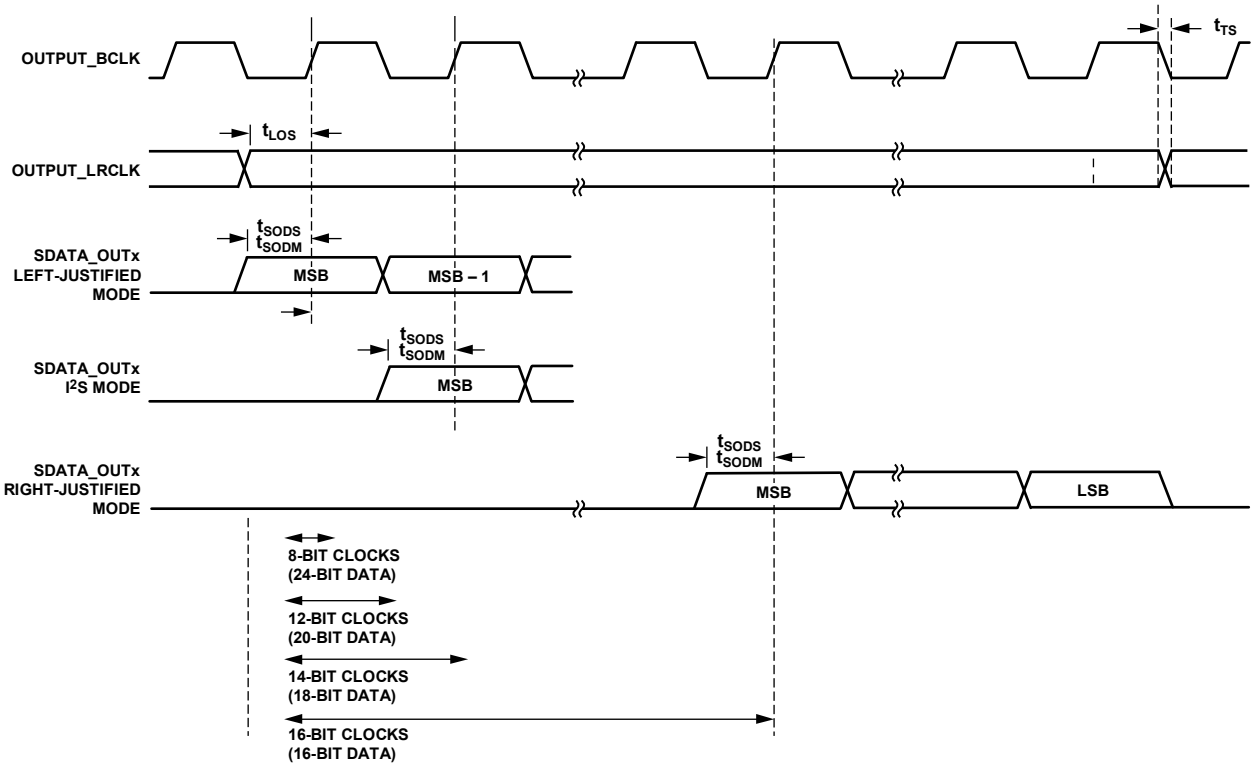 OUTPUT_BCLK
tTS
OUTPUT_LRCLK
tLOS
SDATA_OUTx
LEFT-JUSTIFIED
MODE
tSODS
tSODM
MSB
MSB – 1
SDATA_OUTx
I2S MODE
tSODS
tSODM
MSB
SDATA_OUTx
RIGHT-JUSTIFIED
MODE
tSODS
tSODM
MSB
LSB
8-BIT CLOCKS
(24-BIT DATA)
12-BIT CLOCKS
(20-BIT DATA)
14-BIT CLOCKS
(18-BIT DATA)
16-BIT CLOCKS
(16-BIT DATA)